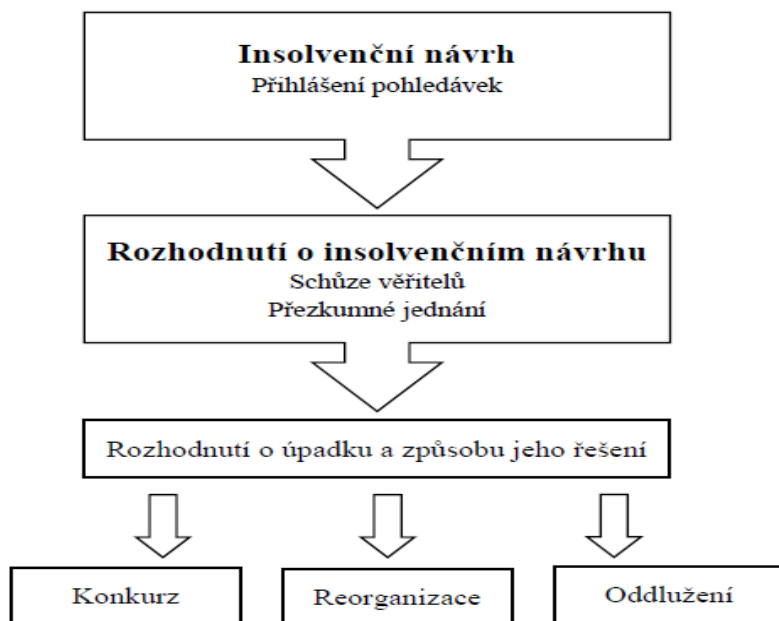 Insolvenční návrh
Přihlášení pohledávek
Rozhodnutí o insolvenčním návrhu
Schůze věřitelů
Přezkumné jednání
Rozhodnutí o úpadku a způsobu jeho řešení
Konkurz
Reorganizace
Oddlužení